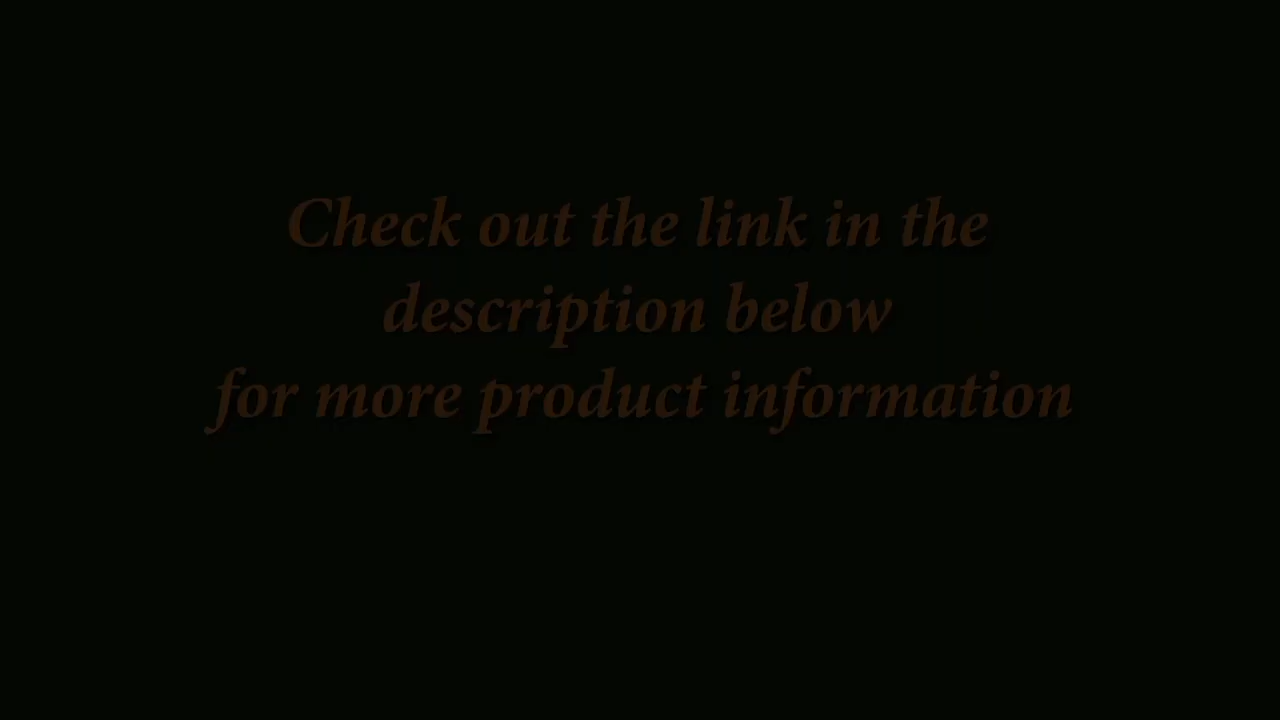 Check out the link in the
description below
for more product information